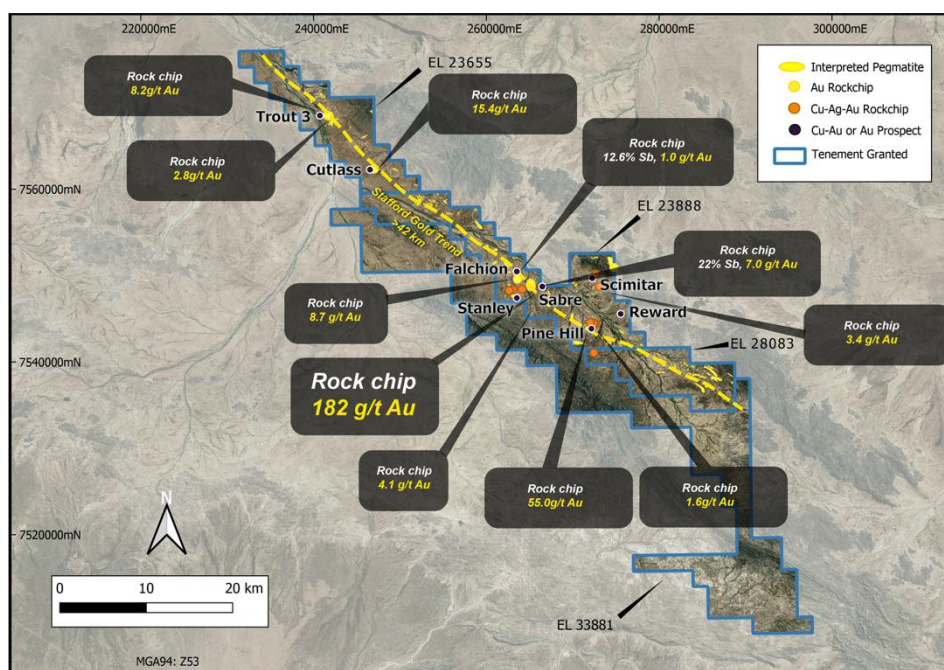 220000mE
240000mE
260000mE
280000mE
300000mE
EL 23655
Interpreted Pegmatite
Au Rockchip
Cu-Ag-Au Rockchip
Cu-Au or Au Prospect
Tenement Granted
Rock chip
8.2g/t Au
Rock chip
15.4g/t Au
Trout 3
Rock chip
12.6% Sb, 1.0 g/t Au
Rock chip
2.8g/t Au
Cutlass
7560000mN
Stafford Gold Trend
>42 km
EL 23888
Rock chip
22% Sb, 7.0 g/t Au
Falchion
Scimitar
Sabre
Stanley
Rock chip
8.7 g/t Au
Reward
Pine Hill
Rock chip
3.4 g/t Au
EL 28083
7540000mN
Rock chip
182 g/t Au
Rock chip
4.1 g/t Au
Rock chip
55.0g/t Au
Rock chip
1.6g/t Au
N
7520000mN
0 10 20 km
EL 33881
MGA94: Z53